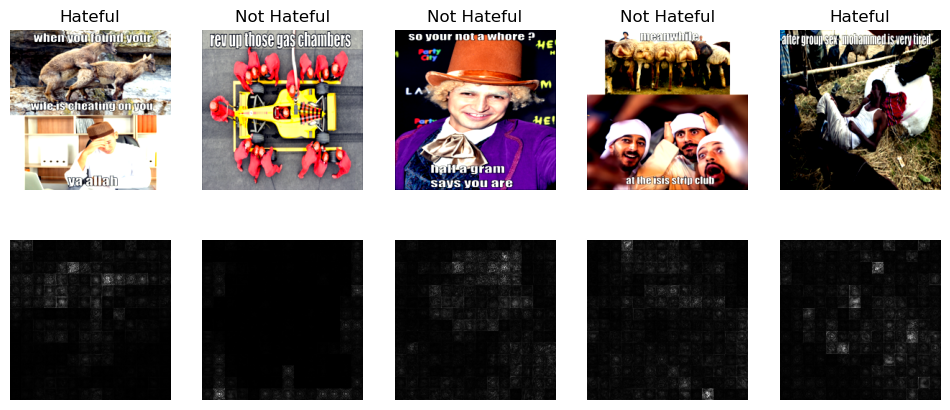 Hateful
Not Hateful
Not Hateful
Not Hateful
Hateful
when you found your
wife is cheating on you
ya allah
rev up those gas chambers
so your not a whore ?
Party City
half a gram
says you are
meanwhile
at the isis strip club
after group sex, mohammed is very tired